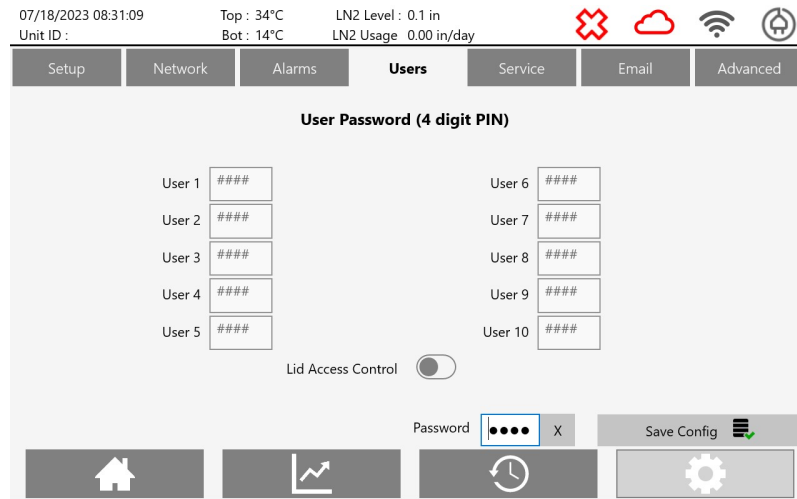 07/18/2023 08:31:09 Top : 34°C LN2 Level : 0.1 in
Unit ID : Bot : 14°C LN2 Usage 0.00 in/day
Setup Network Alarms Users Service Email Advanced
User Password (4 digit PIN)
User 1 #### User 6 ####
User 2 #### User 7 ####
User 3 #### User 8 ####
User 4 #### User 9 ####
User 5 #### User 10 ####
Lid Access Control
Password ●●●● X Save Config